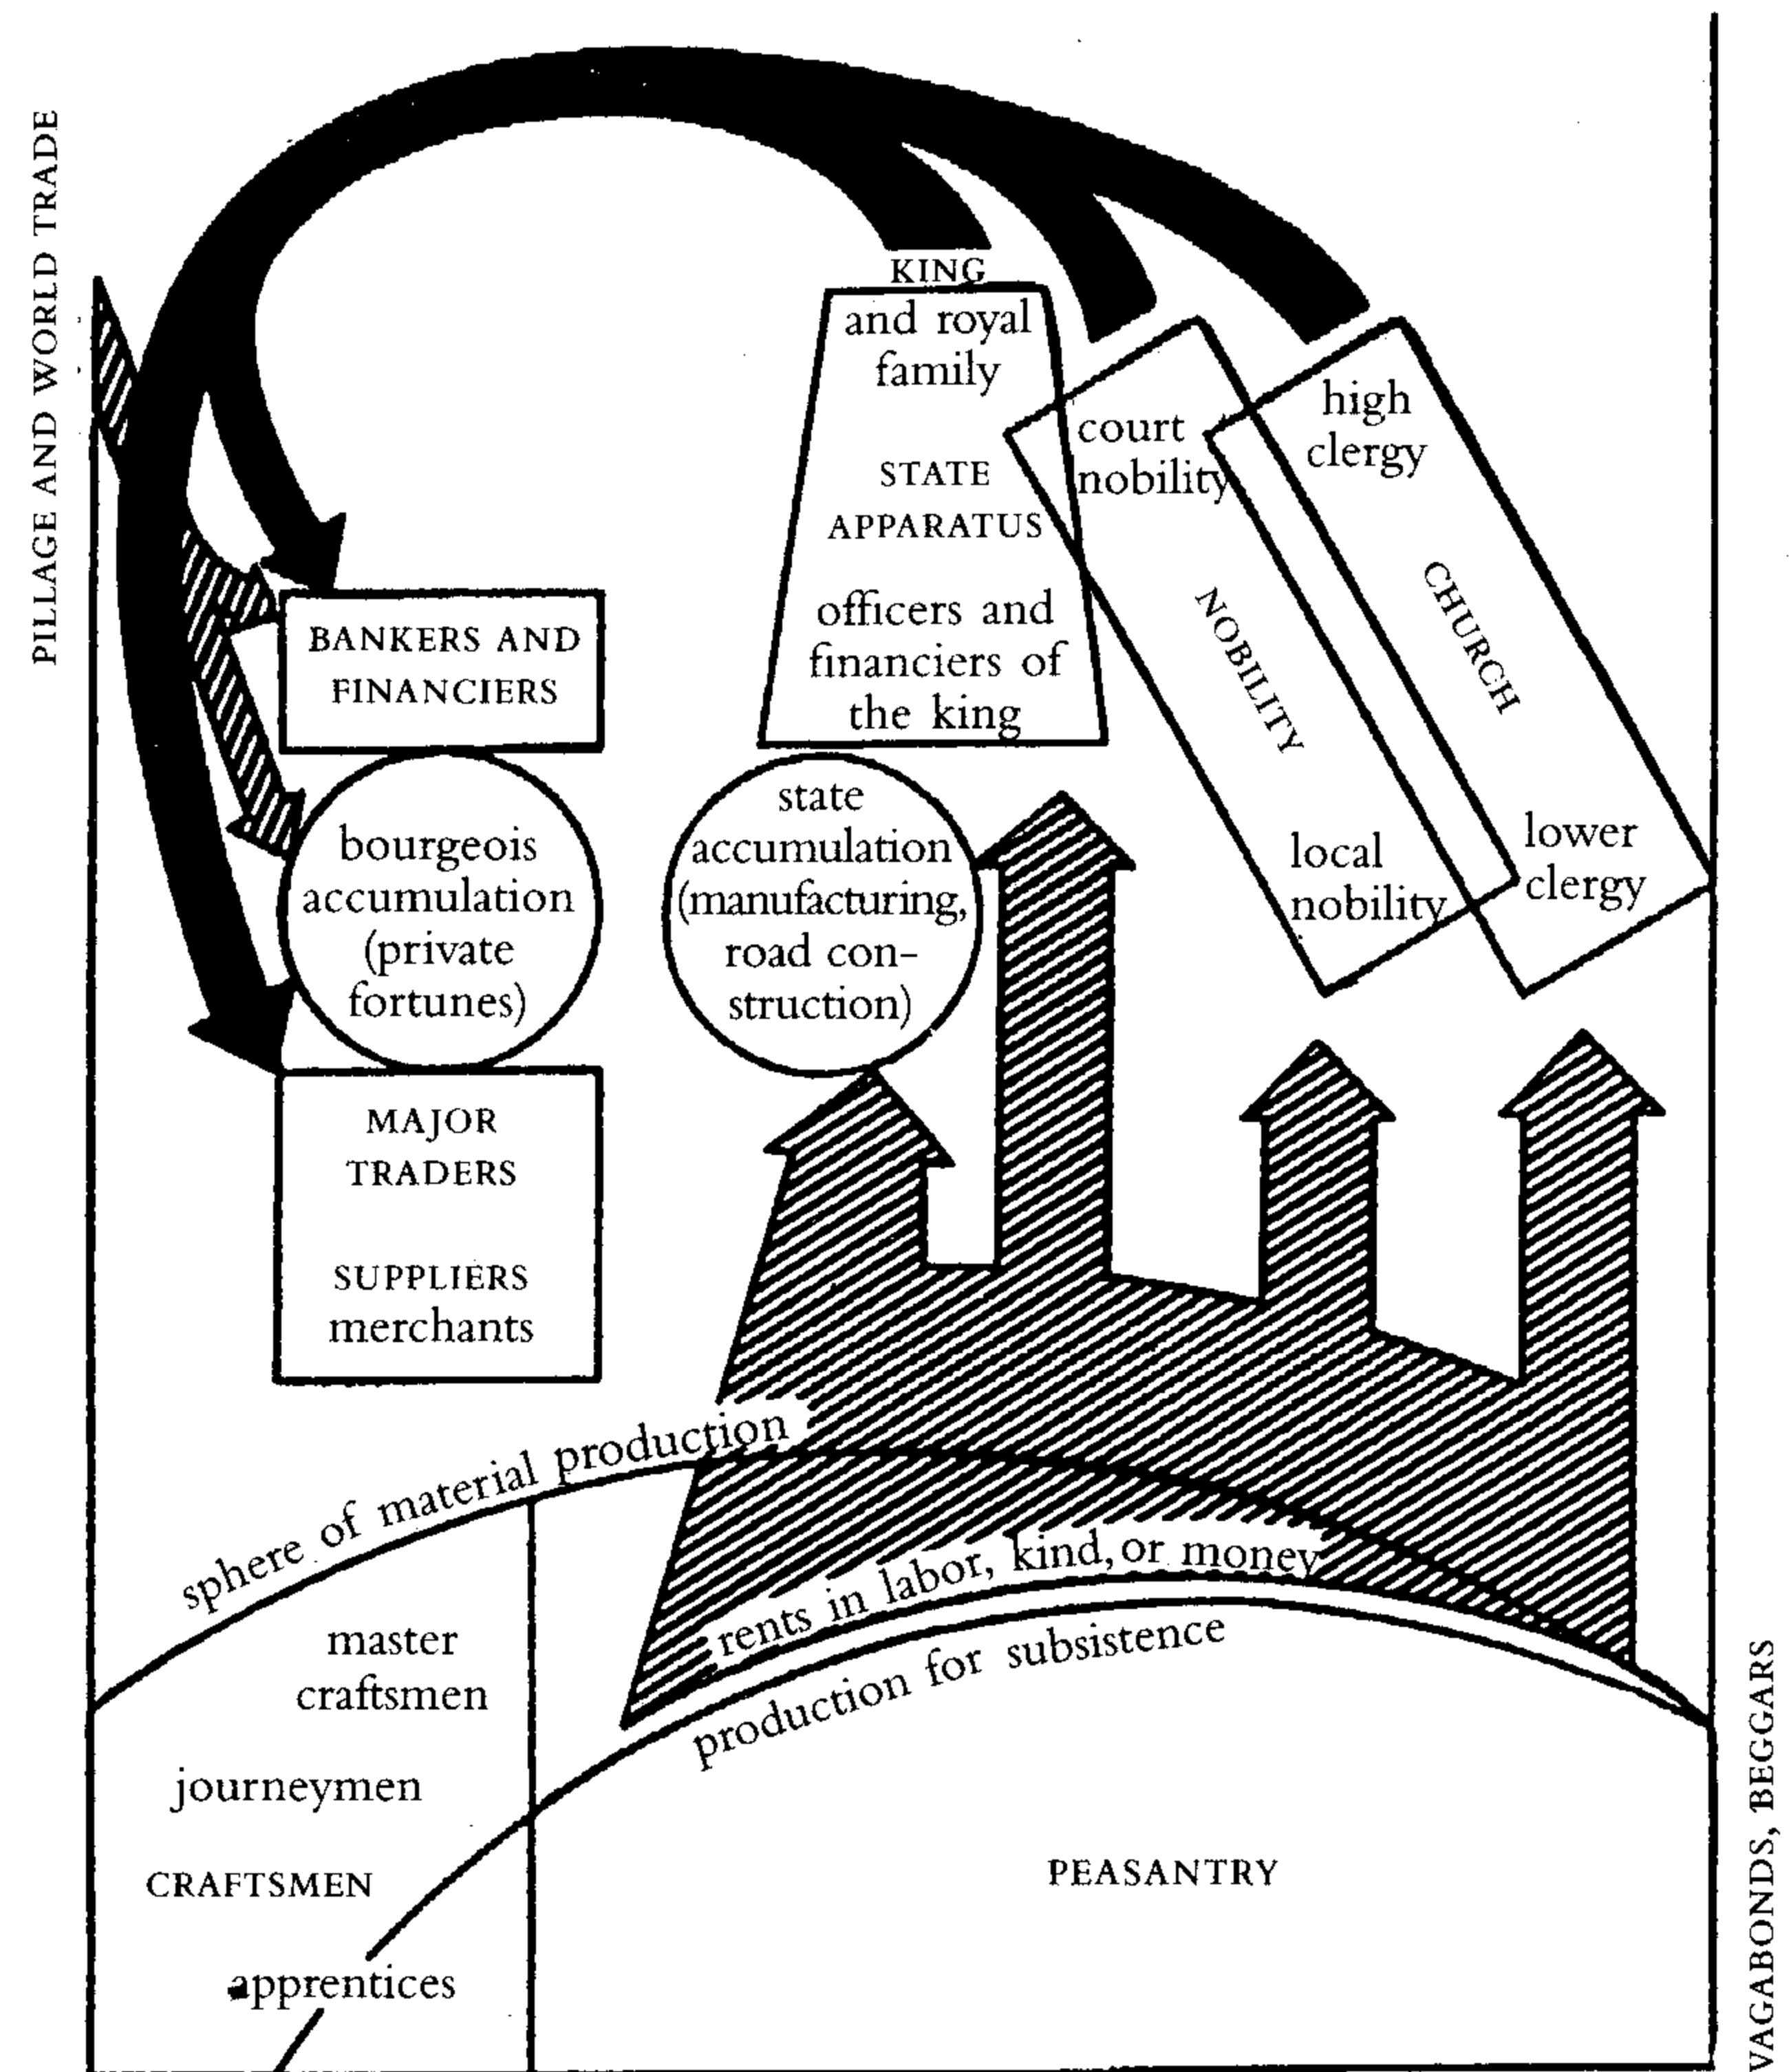 PILLAGE AND WORLD TRADE
KING
and royal
family
STATE
APPARATUS
officers and
financiers of
the king
court
nobility
NOBILITY
local
nobility
high
clergy
CHURCH
lower
clergy
BANKERS AND
FINANCIERS
bourgeois
accumulation
(private
fortunes)
state
accumulation
(manufacturing,
road con-
struction)
MAJOR
TRADERS
SUPPLIERS
merchants
sphere of material production
rents in labor, kind, or money
production for subsistence
master
craftsmen
journeymen
CRAFTSMEN
apprentices
PEASANTRY
VAGABONDS, BEGGARS